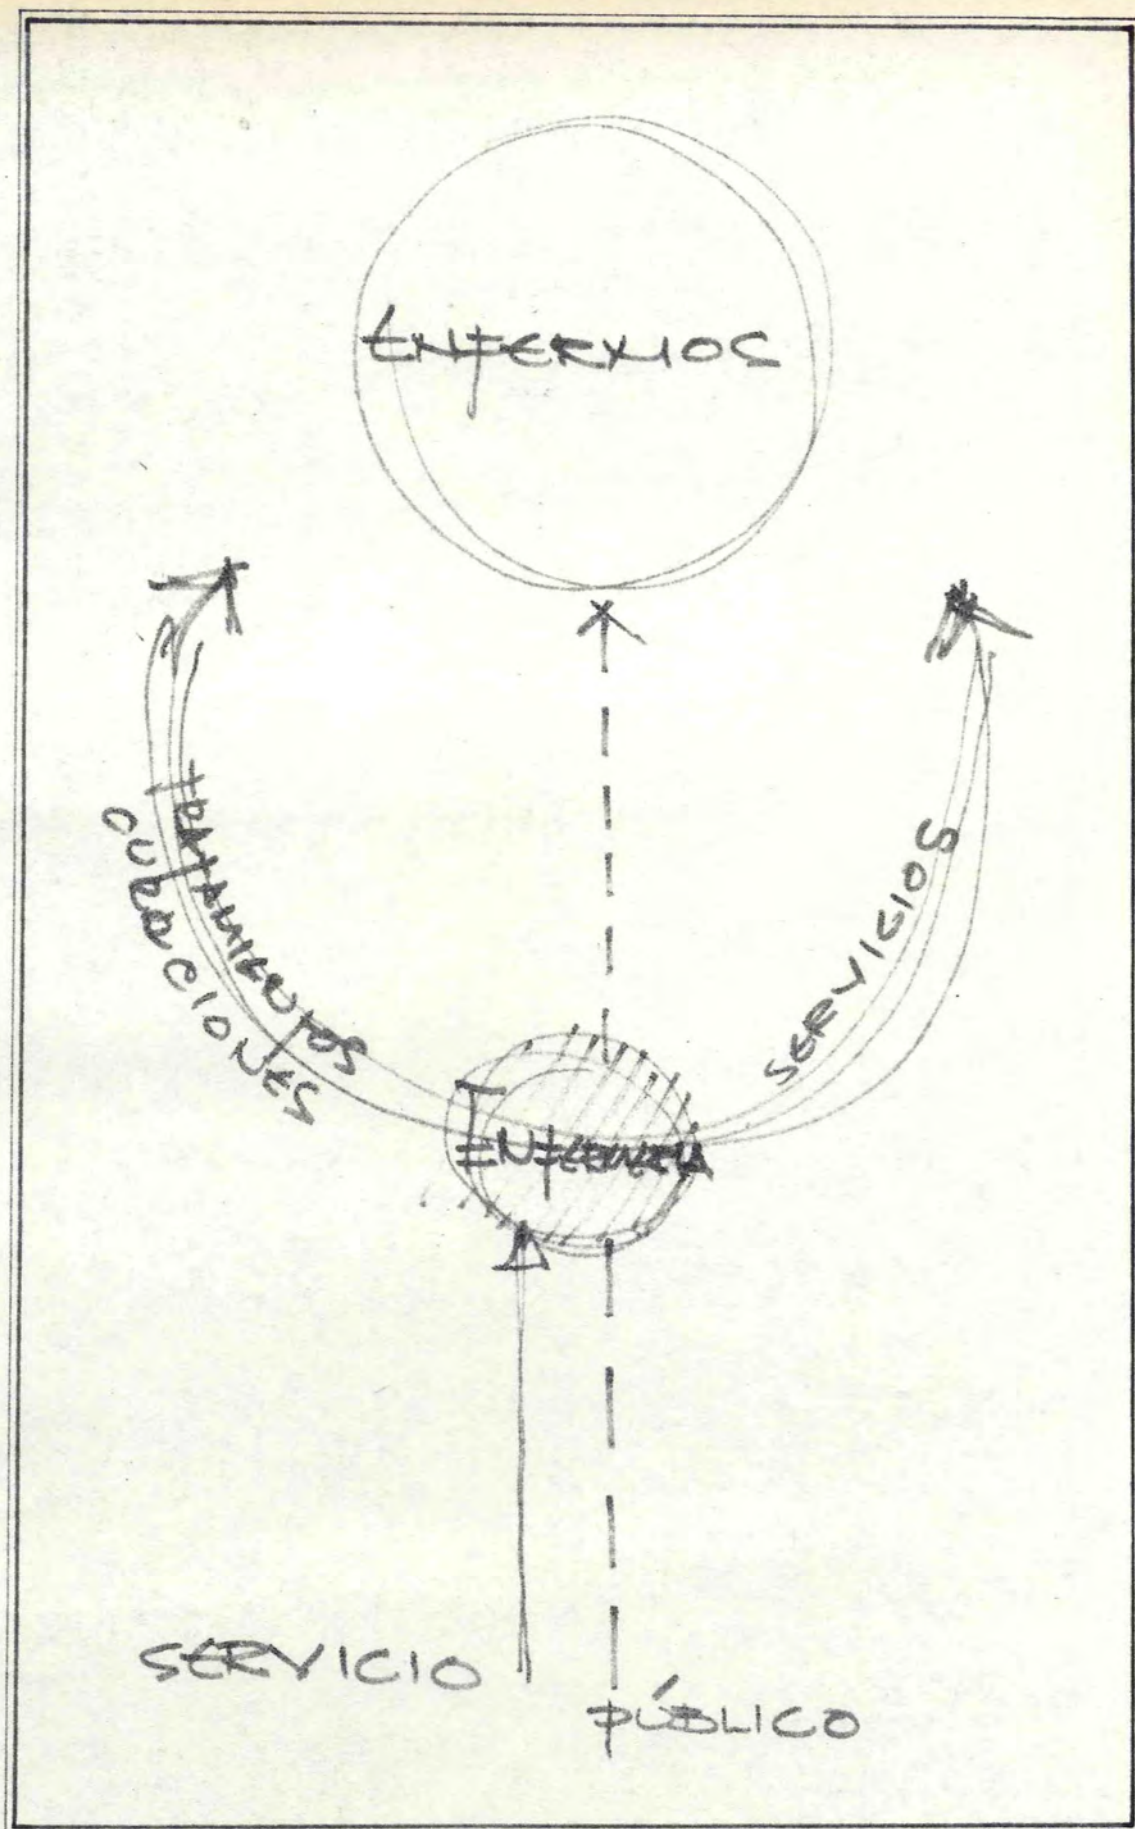 ENFERMOS
TRATAMIENTOS
CURACIONES
SERVICIOS
ENFERMERIA
SERVICIO
PÚBLICO